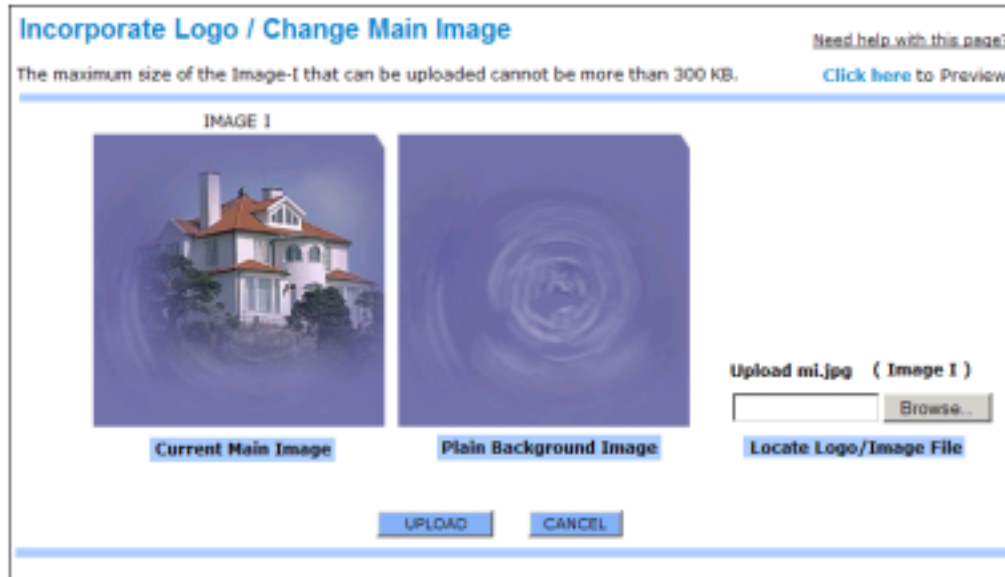 Incorporate Logo / Change Main Image
Need help with this page?
The maximum size of the Image-I that can be uploaded cannot be more than 300 KB.
Click here to Preview
IMAGE I
Upload mi.jpg ( Image I )
Browse...
Current Main Image
Plain Background Image
Locate Logo/Image File
UPLOAD
CANCEL